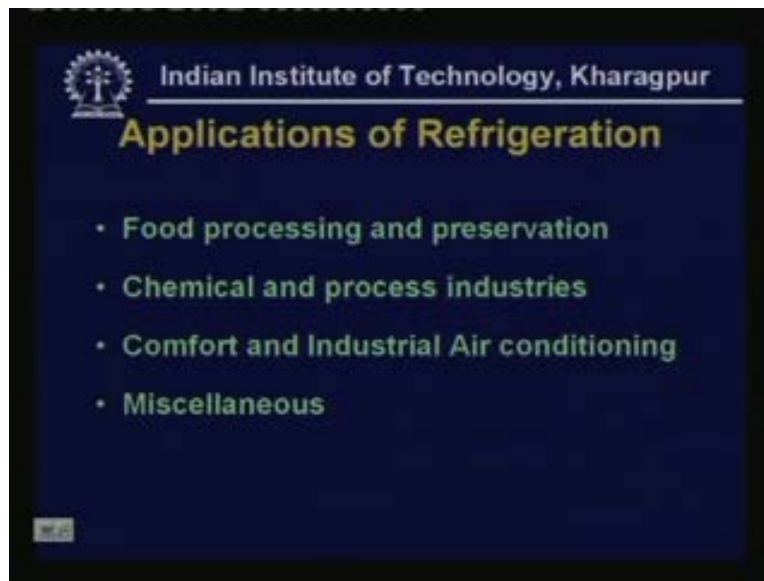 Indian Institute of Technology, Kharagpur
Applications of Refrigeration
• Food processing and preservation
• Chemical and process industries
• Comfort and Industrial Air conditioning
• Miscellaneous